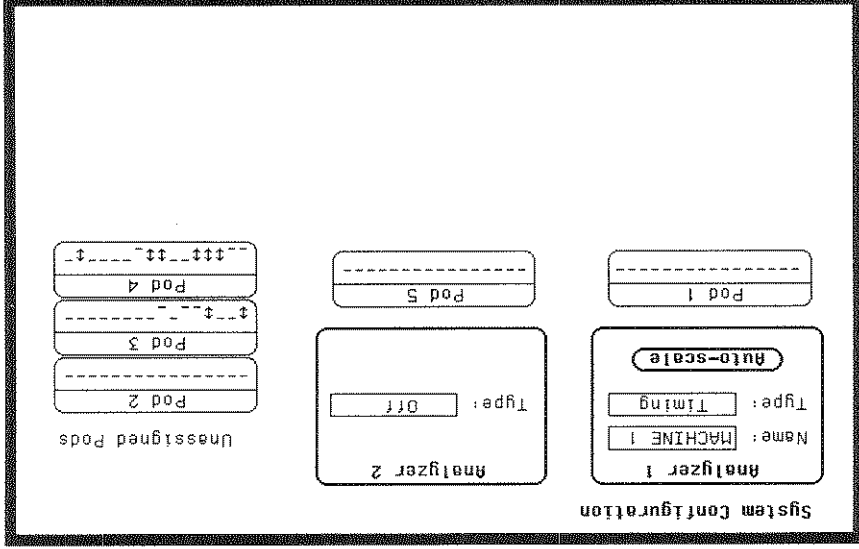 System Configuration
Analyzer 1
Name: MACHINE 1
Type: Timing
Auto-scale
Pod 1
----------------
Analyzer 2
Type: Off
Pod 5
----------------
Unassigned Pods
Pod 2
----------------
Pod 3
Pod 4